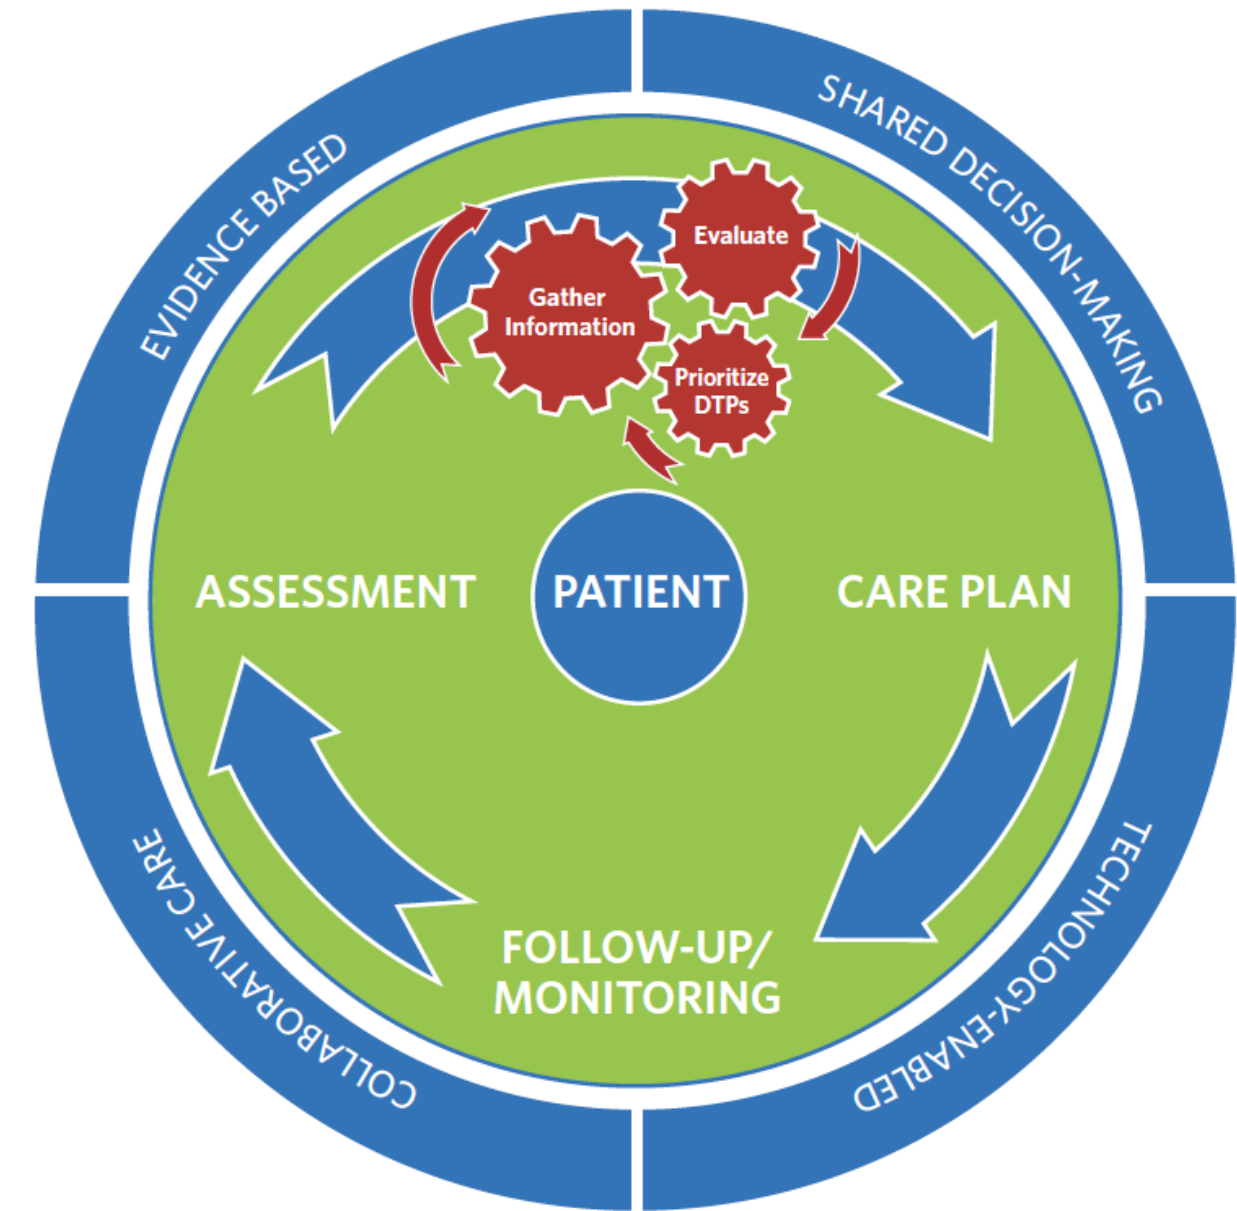 EVIDENCE BASED
SHARED DECISION-MAKING
Evaluate
Gather
Information
Prioritize
DTPs
ASSESSMENT
PATIENT
CARE PLAN
FOLLOW-UP/
MONITORING
COLLABORATIVE CARE
TECHNOLOGY-ENABLED